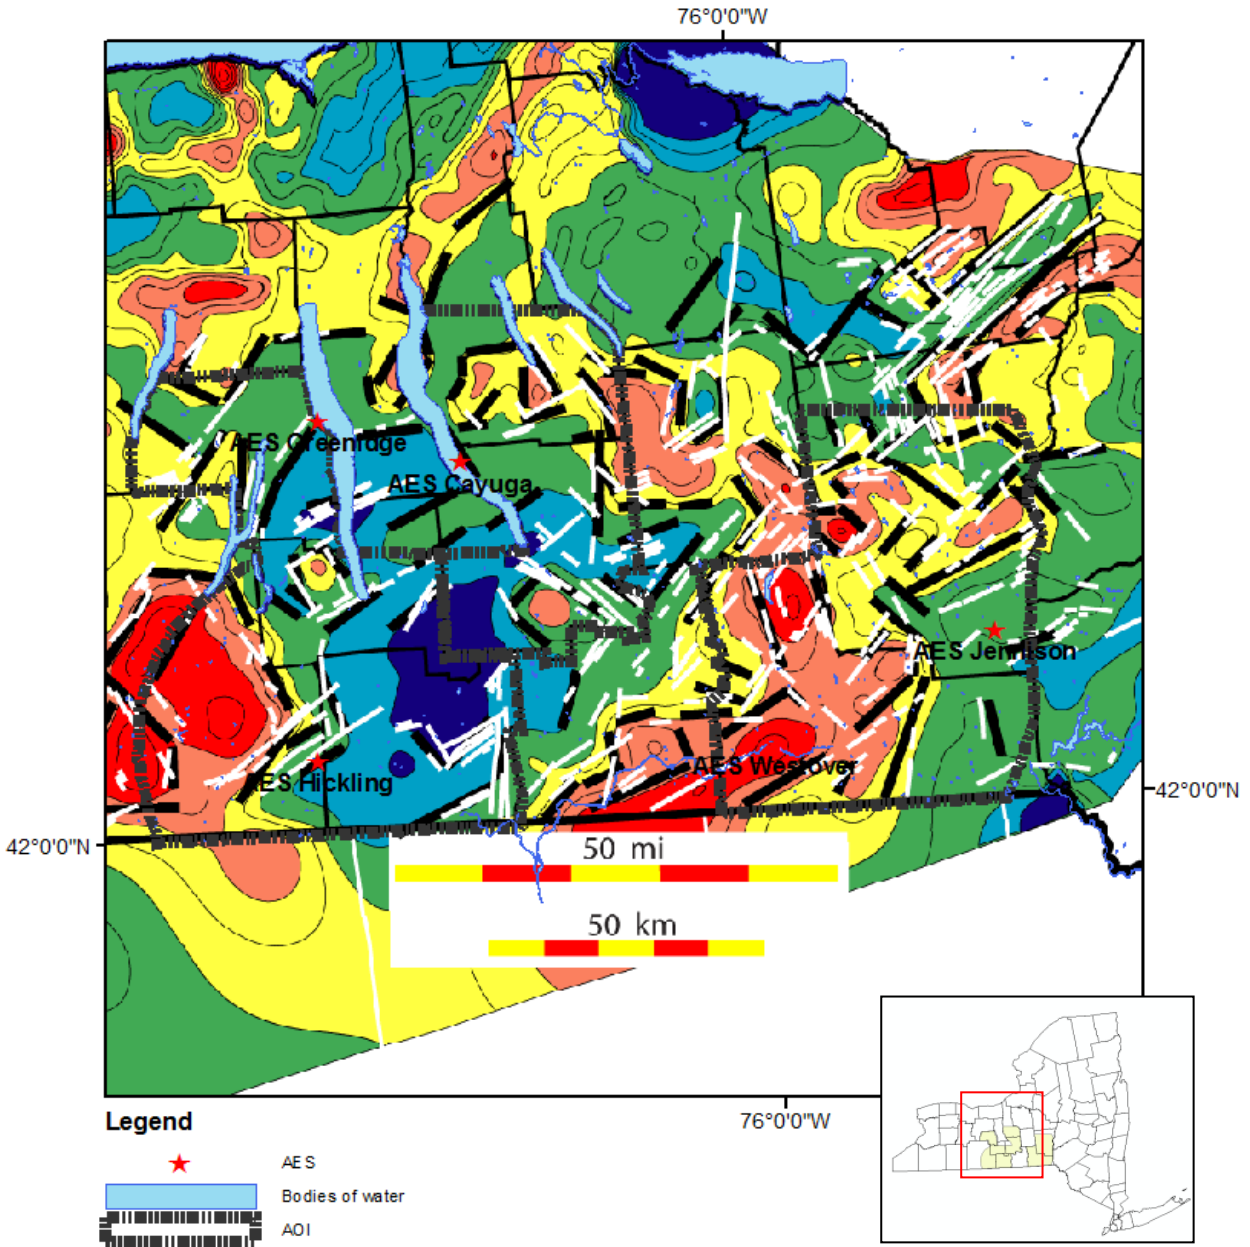 76°0'0"W
AES Greenidge
AES Cayuga
AES Jennison
AES Westover
AES Hickling
42°0'0"N
42°0'0"N
50 mi
50 km
76°0'0"W
Legend
AES
Bodies of water
AOI